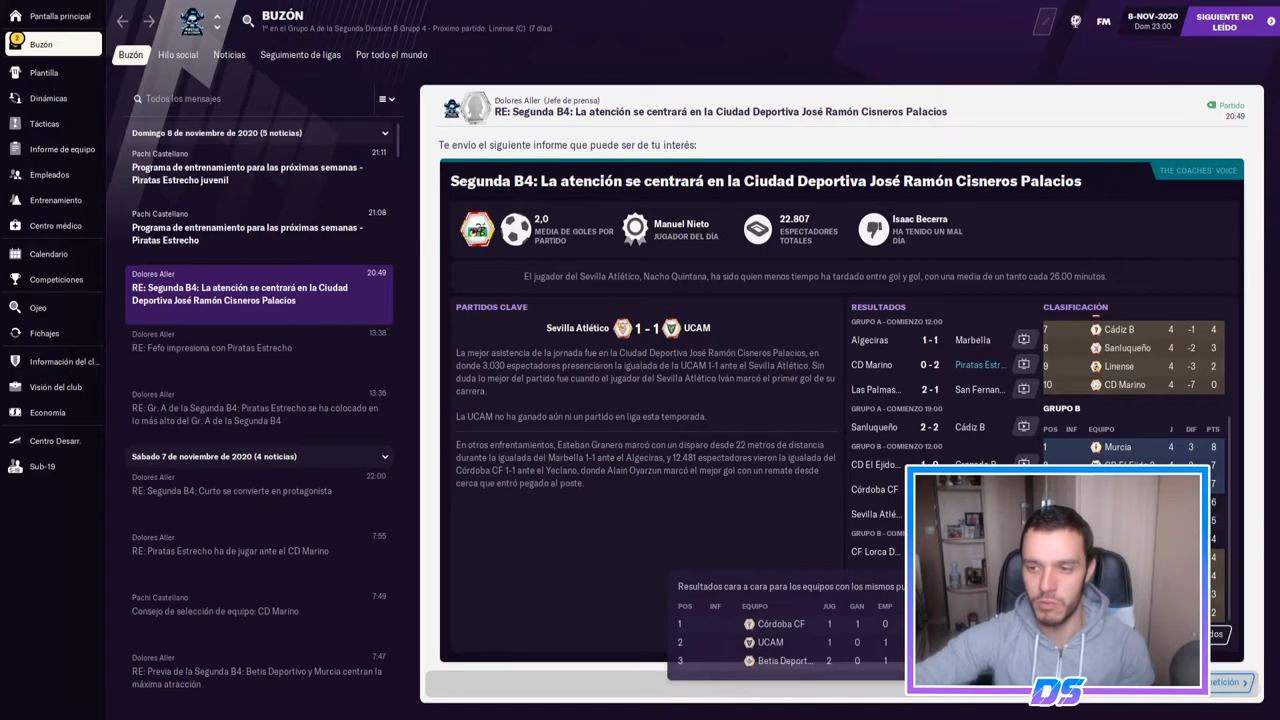 Pantalla principal
BUZÓN
1º en el Grupo A de la Segunda División B Grupo 4 - Próximo partido: Linense (C) (7 días)
FM
8-NOV-2020
Dom 23:00
SIGUIENTE NO
LEÍDO
2
Buzón
Plantilla
Dinámicas
Tácticas
Informe de equipo
Empleados
Entrenamiento
Centro médico
Calendario
Competiciones
Ojeo
Fichajes
Información del cl...
Visión del club
Economía
Centro Desarr.
Sub-19
Buzón
Hilo social
Noticias
Seguimiento de ligas
Por todo el mundo
Todos los mensajes
Domingo 8 de noviembre de 2020 (5 noticias)
Pachi Castellano 21:11
Programa de entrenamiento para las próximas semanas -
Piratas Estrecho juvenil
Pachi Castellano 21:08
Programa de entrenamiento para las próximas semanas -
Piratas Estrecho
Dolores Aller 20:49
RE: Segunda B4: La atención se centrará en la Ciudad
Deportiva José Ramón Cisneros Palacios
Dolores Aller 13:38
RE: Fefo impresiona con Piratas Estrecho
Dolores Aller 13:36
RE: Gr. A de la Segunda B4: Piratas Estrecho se ha colocado en
lo más alto del Gr. A de la Segunda B4
Sábado 7 de noviembre de 2020 (4 noticias)
Dolores Aller 22:00
RE: Segunda B4: Curto se convierte en protagonista
Dolores Aller 7:55
RE: Piratas Estrecho ha de jugar ante el CD Marino
Pachi Castellano 7:49
Consejo de selección de equipo: CD Marino
Dolores Aller 7:47
RE: Previa de la Segunda B4: Betis Deportivo y Murcia centran la
máxima atracción
Dolores Aller (Jefe de prensa)
RE: Segunda B4: La atención se centrará en la Ciudad Deportiva José Ramón Cisneros Palacios
Partido
20:49
Te envío el siguiente informe que puede ser de tu interés:
THE COACHES' VOICE
Segunda B4: La atención se centrará en la Ciudad Deportiva José Ramón Cisneros Palacios
2,0
MEDIA DE GOLES POR
PARTIDO
Manuel Nieto
JUGADOR DEL DÍA
22.807
ESPECTADORES
TOTALES
Isaac Becerra
HA TENIDO UN MAL
DÍA
El jugador del Sevilla Atlético, Nacho Quintana, ha sido quien menos tiempo ha tardado entre gol y gol, con una media de un tanto cada 26.00 minutos.
PARTIDOS CLAVE
Sevilla Atlético 1 - 1 UCAM
La mejor asistencia de la jornada fue en la Ciudad Deportiva José Ramón Cisneros Palacios, en
donde 3.030 espectadores presenciaron la igualada de la UCAM 1-1 ante el Sevilla Atlético. Sin
duda lo mejor del partido fue cuando el jugador del Sevilla Atlético Iván marcó el primer gol de su
carrera.
La UCAM no ha ganado aún ni un partido en liga esta temporada.
En otros enfrentamientos, Esteban Granero marcó con un disparo desde 22 metros de distancia
durante la igualada del Marbella 1-1 ante el Algeciras, y 12.481 espectadores vieron la igualada del
Córdoba CF 1-1 ante el Yeclano, donde Alain Oyarzun marcó el mejor gol con un remate desde
cerca que entró pegado al poste.
RESULTADOS
GRUPO A - COMIENZO 12:00
Algeciras 1 - 1 Marbella
CD Marino 0 - 2 Piratas Estr...
Las Palmas... 2 - 1 San Fernan...
GRUPO A - COMIENZO 19:00
Sanluqueño 2 - 2 Cádiz B
GRUPO B - COMIENZO 12:00
CD El Ejido...
Córdoba CF
Sevilla Atlé...
GRUPO B - COM
CF Lorca D...
CLASIFICACIÓN
7 Cádiz B 4 -1 4
8 Sanluqueño 4 -2 3
9 Linense 4 -3 2
10 CD Marino 4 -7 0
GRUPO B
POS INF EQUIPO J DIF PTS
1 Murcia 4 3 8
7
7
6
5
4
4
3
2
Resultados cara a cara para los equipos con los mismos pu
POS INF EQUIPO JUG GAN EMP
1 Córdoba CF 1 1 0
2 UCAM 1 0 1
3 Betis Deport... 2 0 1
dos
etición
DS